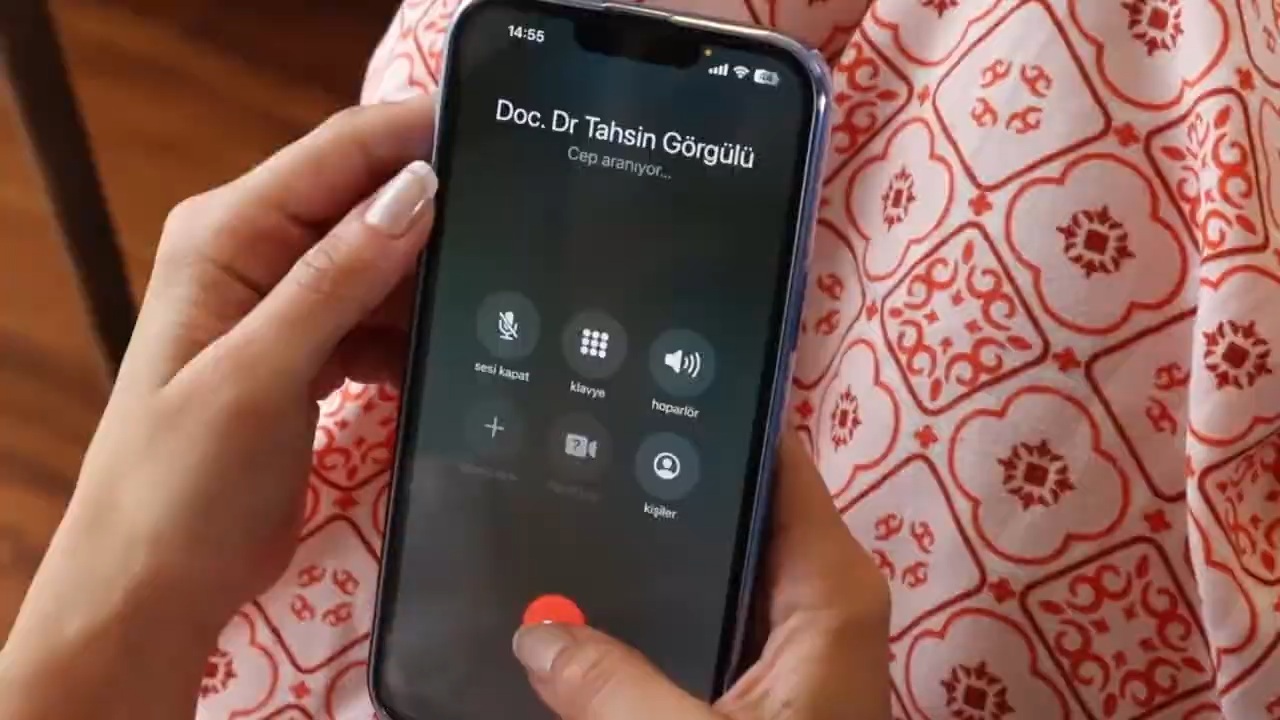 14:55
Doc. Dr Tahsin Görgülü
Cep aranıyor...
sesi kapat
klavye
hoparlör
kişiler